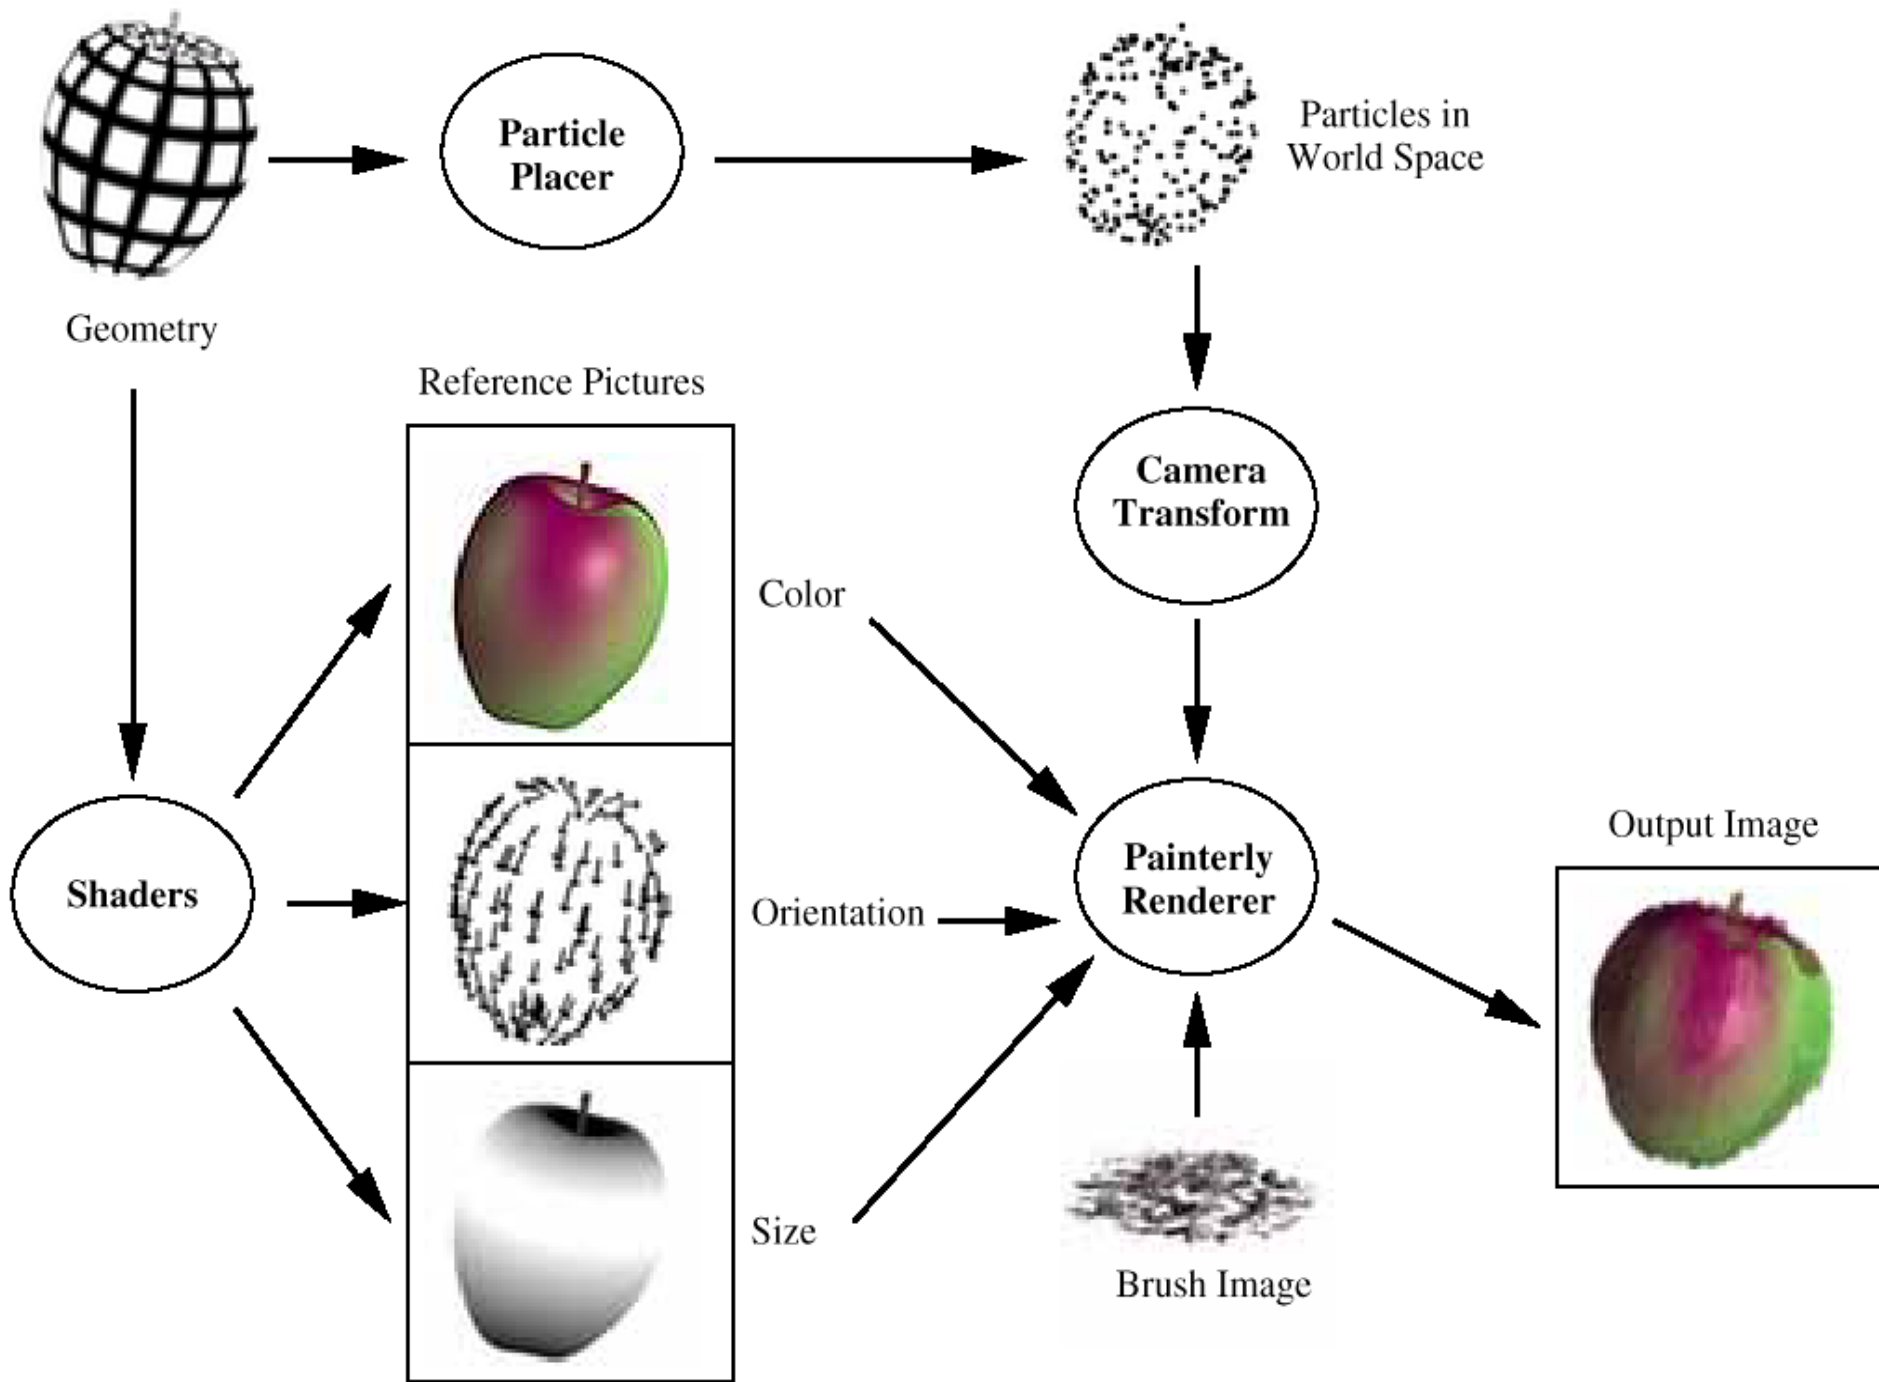 Particle
Placer
Particles in
World Space
Geometry
Reference Pictures
Camera
Transform
Color
Shaders
Orientation
Painterly
Renderer
Output Image
Size
Brush Image